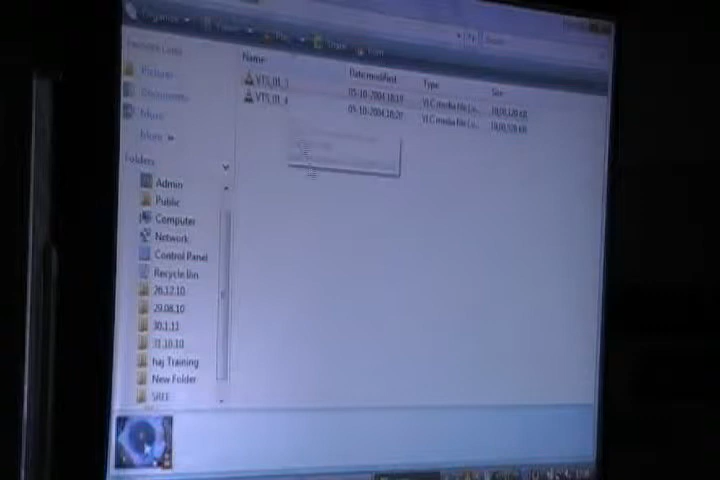 Organize
Share
Burn
Search
Favorite Links
Pictures
Documents
Music
More
Folders
Admin
Public
Computer
Network
Control Panel
Recycle Bin
26.12.10
29.08.10
30.1.11
31.10.10
haj Training
New Folder
SREE
Name Date modified Type Size
VTS_01_3 05-10-2004 18:19 VLC media file (.v...
VTS_01_4 05-10-2004 18:20 VLC media file (.v...